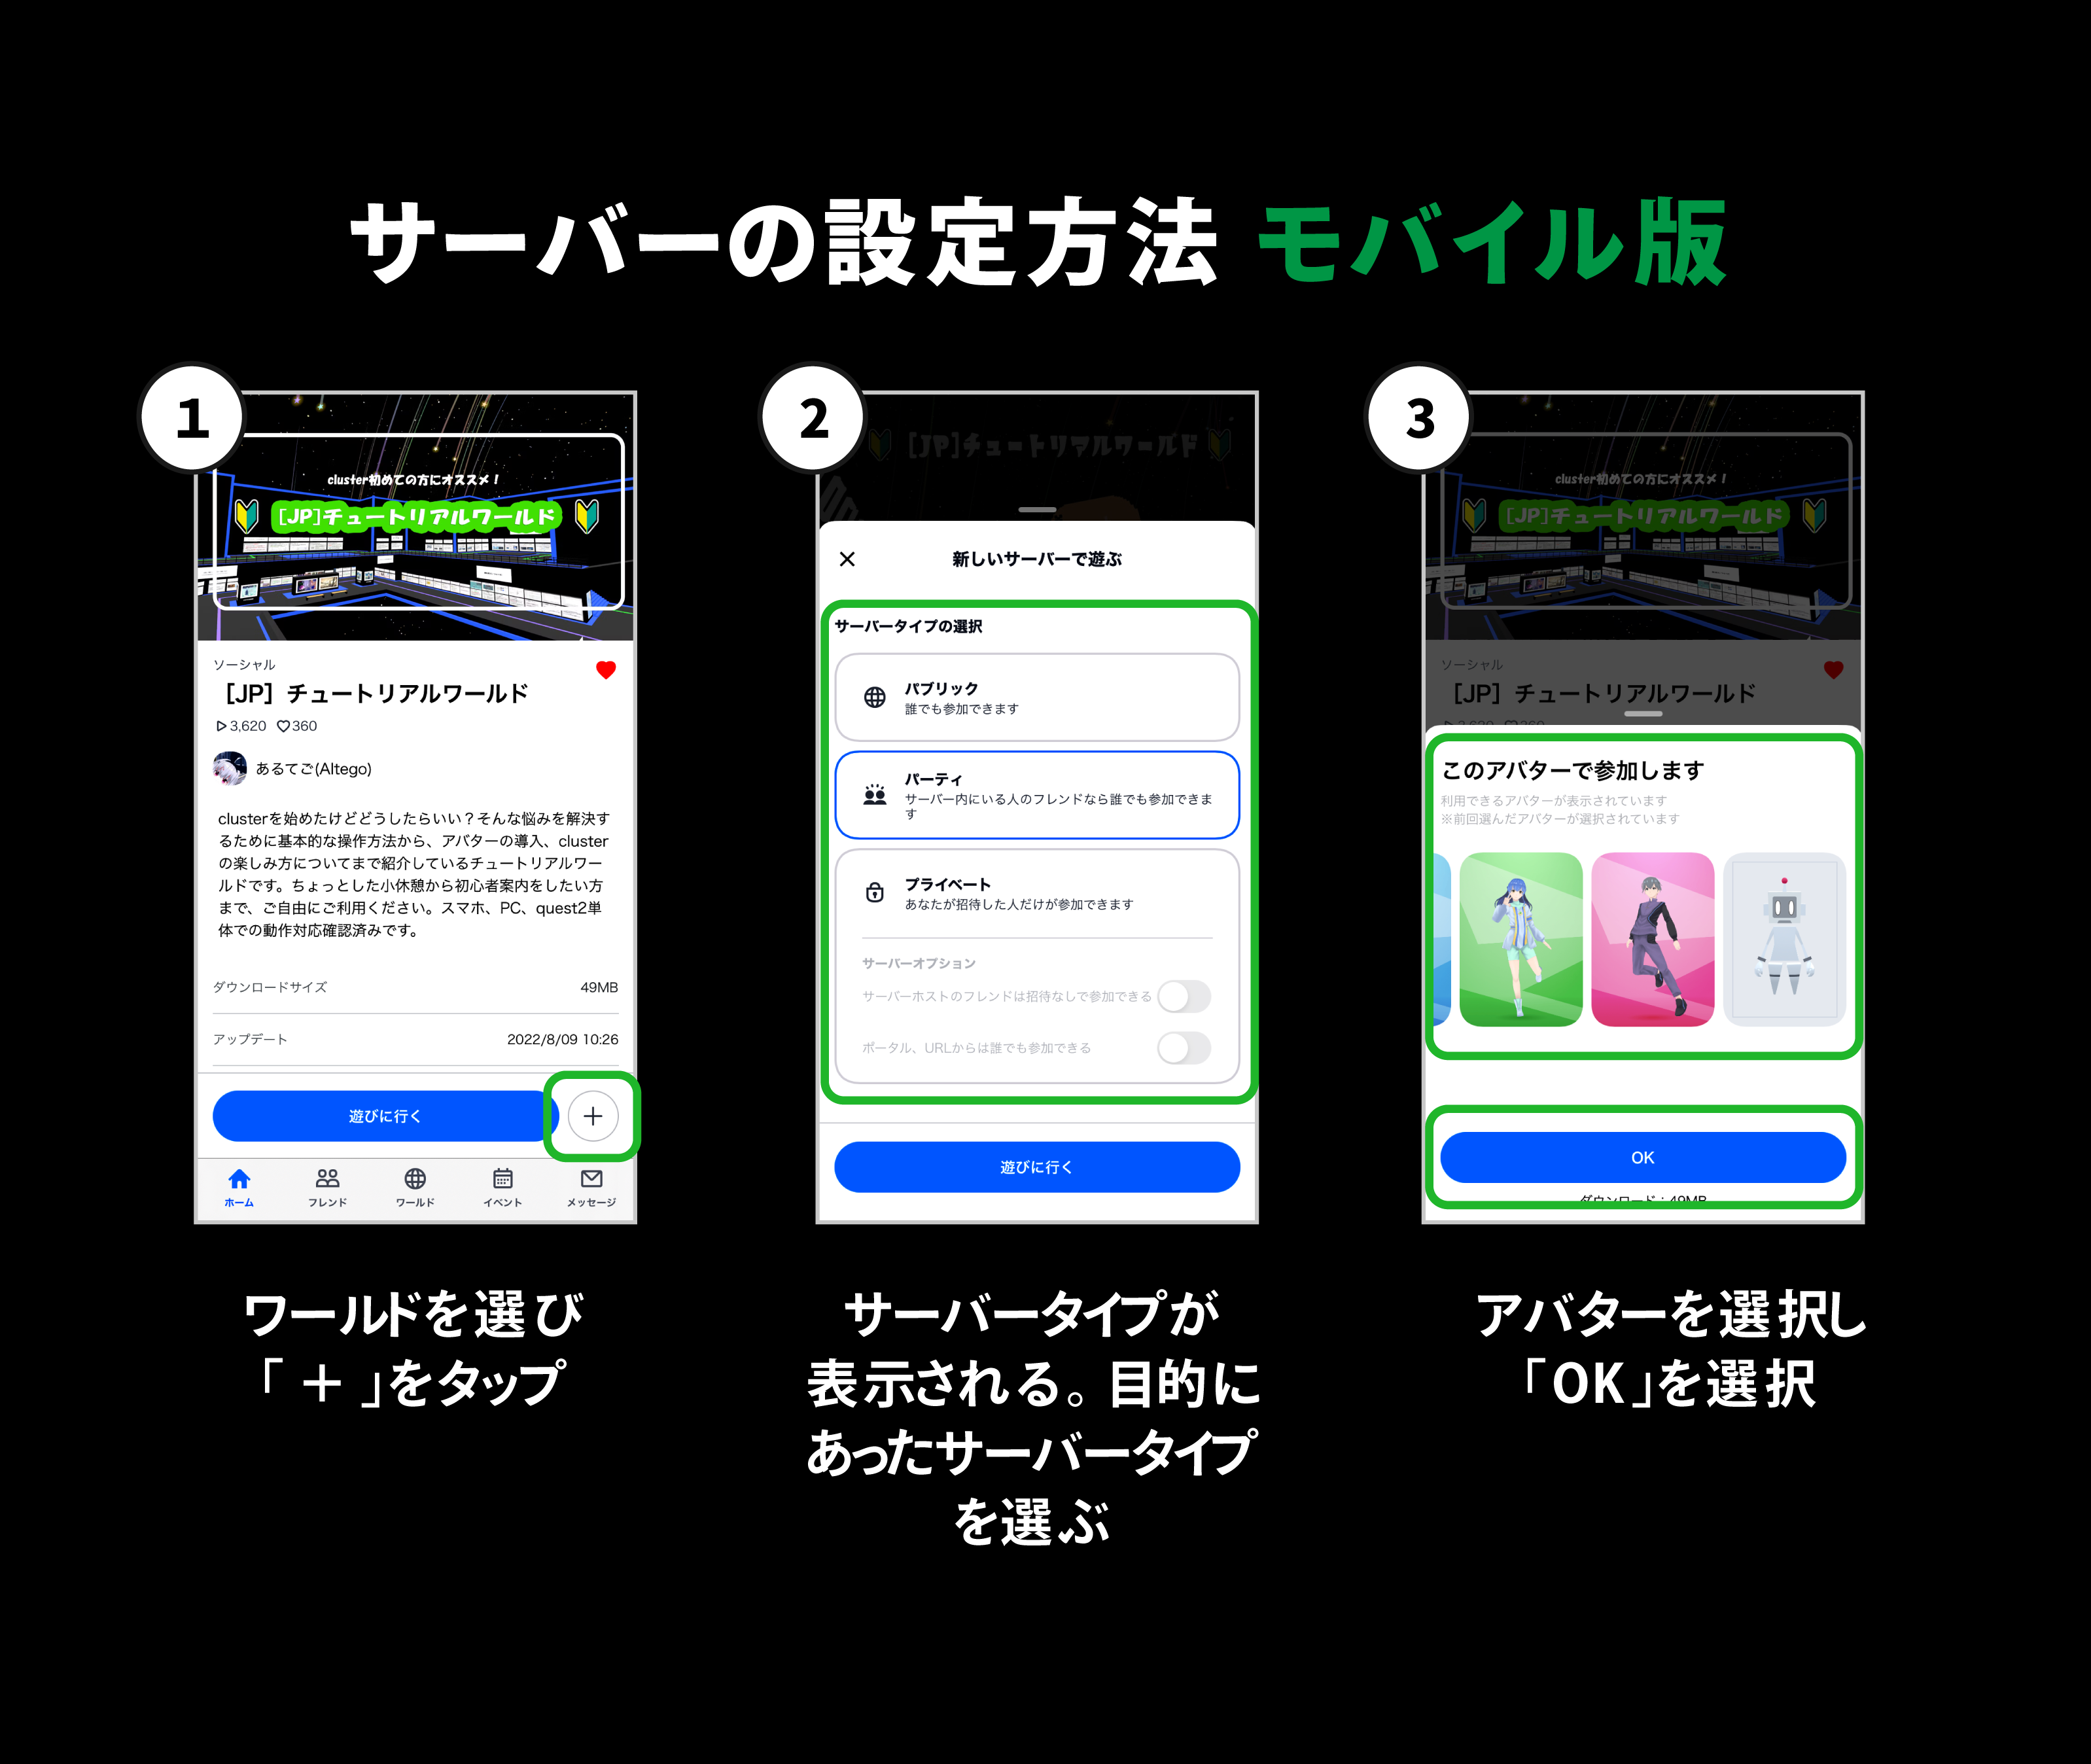 サーバーの設定方法 モバイル版
1
cluster初めての方にオススメ！
[JP]チュートリアルワールド
ソーシャル
［JP］チュートリアルワールド
3,620 360
あるてご(Altego)
clusterを始めたけどどうしたらいい？そんな悩みを解決す
るために基本的な操作方法から、アバターの導入、cluster
の楽しみ方についてまで紹介しているチュートリアルワー
ルドです。ちょっとした小休憩から初心者案内をしたい方
まで、ご自由にご利用ください。スマホ、PC、quest2単
体での動作対応確認済みです。
ダウンロードサイズ 49MB
アップデート 2022/8/09 10:26
遊びに行く +
ホーム フレンド ワールド イベント メッセージ
ワールドを選び
「＋」をタップ
2
[JP]チュートリアルワールド
× 新しいサーバーで遊ぶ
サーバータイプの選択
パブリック
誰でも参加できます
パーティ
サーバー内にいる人のフレンドなら誰でも参加できま
す
プライベート
あなたが招待した人だけが参加できます
サーバーオプション
サーバーホストのフレンドは招待なしで参加できる
ポータル、URLからは誰でも参加できる
遊びに行く
サーバータイプが
表示される。目的に
あったサーバータイプ
を選ぶ
3
cluster初めての方にオススメ！
[JP]チュートリアルワールド
ソーシャル
［JP］チュートリアルワールド
3,620 360
このアバターで参加します
利用できるアバターが表示されています
※前回選んだアバターが選択されています
OK
ダウンロード：49MB
アバターを選択し
「OK」を選択